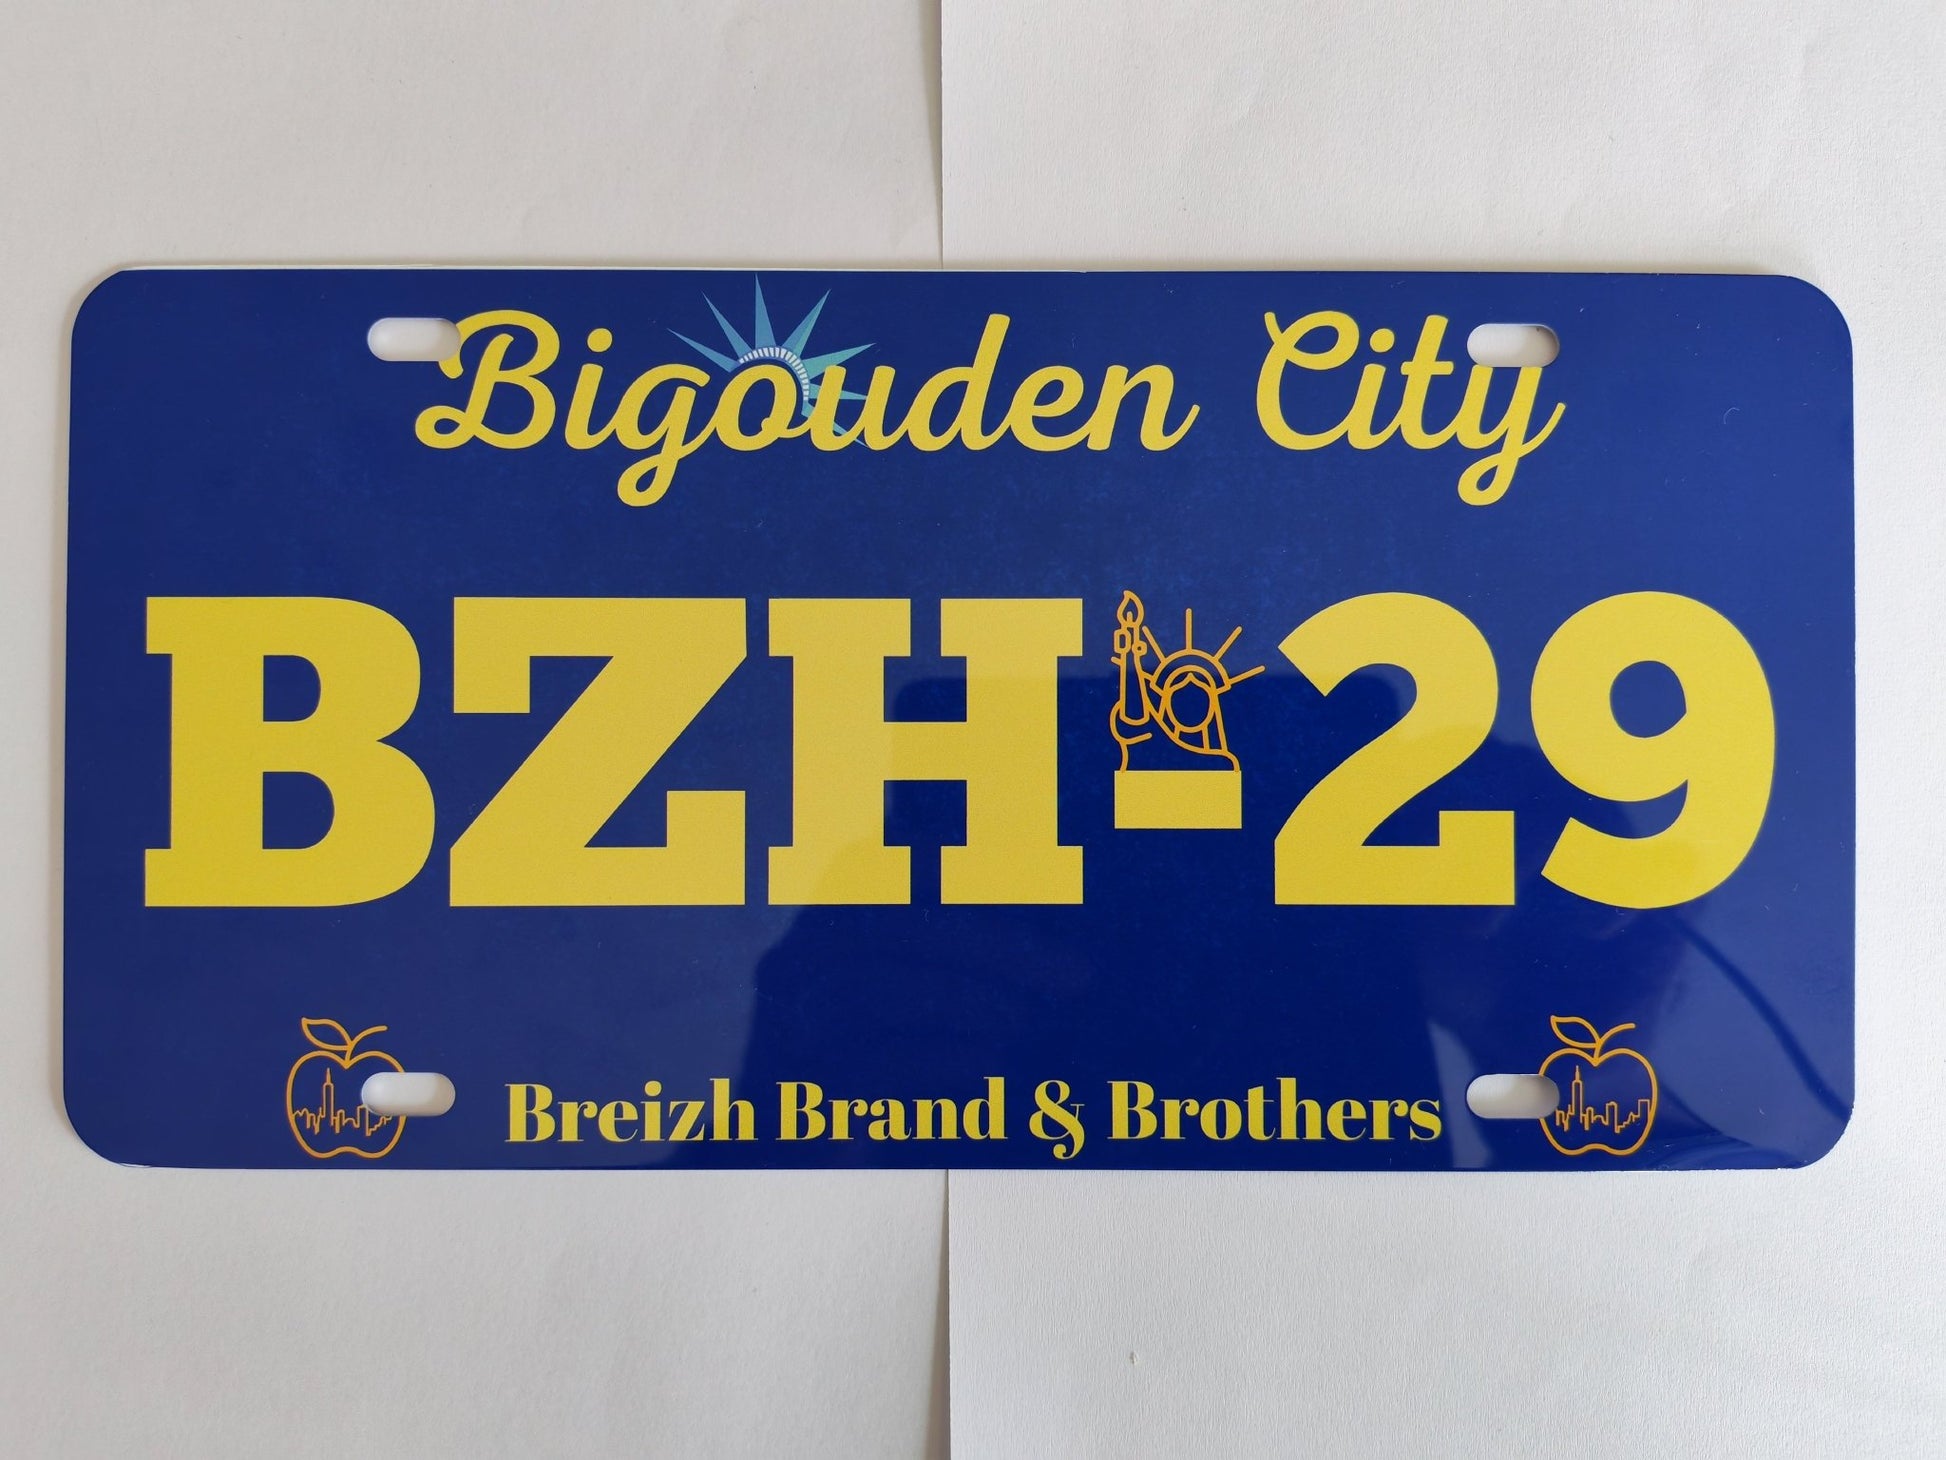 Bigouden City
BZH-29
Breizh Brand & Brothers